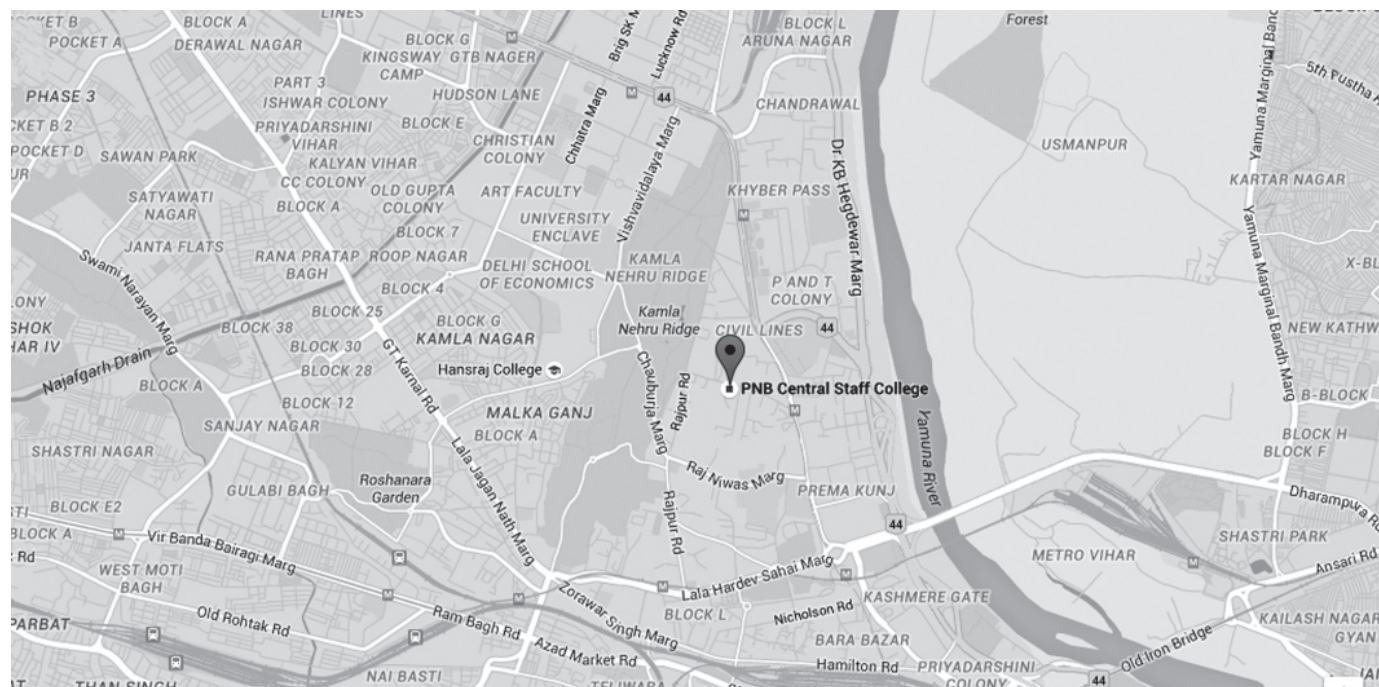 BLOCK A
LINES
BLOCK L
ARUNA NAGAR
Forest
POCKET A
DERAWAL NAGAR
BLOCK G
KINGSWAY
CAMP
GTB NAGER
Lucknow Rd
Yamuna Marginal Band
5th Pustha
PHASE 3
PART 3
ISHWAR COLONY
HUDSON LANE
44
CHANDRAWAL
PRIYADARSHINI
VIHAR
BLOCK E
CHRISTIAN
COLONY
Chhatra Marg
Vishvavidalaya Marg
Dr KB Hegdewar Marg
USMANPUR
POCKET D
SAWAN PARK
KALYAN VIHAR
CC COLONY
BLOCK A
OLD GUPTA
COLONY
ART FACULTY
KHYBER PASS
KARTAR NAGAR
SATYAWATI
NAGAR
BLOCK 7
UNIVERSITY
ENCLAVE
JANTA FLATS
RANA PRATAP
BAGH
ROOP NAGAR
DELHI SCHOOL
OF ECONOMICS
KAMLA
NEHRU RIDGE
P AND T
COLONY
Yamuna Marginal Bandh Marg
Swami Narayan Marg
BLOCK 4
BLOCK 25
BLOCK G
KAMLA NAGAR
Kamla
Nehru Ridge
CIVIL LINES
44
NEW KATHW
BLOCK 38
BLOCK 30
BLOCK 28
Najafgarh Drain
GT Karnal Rd
Hansraj College
Chauburja Marg
Rajpur Rd
PNB Central Staff College
BLOCK A
BLOCK 12
MALKA GANJ
BLOCK A
Yamuna River
B-BLOCK
SANJAY NAGAR
BLOCK H
BLOCK F
SHASTRI NAGAR
Lala Jagan Nath Marg
Raj Niwas Marg
PREMA KUNJ
GULABI BAGH
Roshanara
Garden
Rajpur Rd
Dharampura Rd
BLOCK E2
44
BLOCK A
Vir Banda Bairagi Marg
SHASTRI PARK
METRO VIHAR
WEST MOTI
BAGH
Lala Hardev Sahai Marg
Ansari Rd
Zorawar Singh Marg
BLOCK L
Nicholson Rd
KASHMERE GATE
KAILASH NAGAR
GYAN
Old Rohtak Rd
Ram Bagh Rd
Azad Market Rd
BARA BAZAR
Old Iron Bridge
Hamilton Rd
PRIYADARSHINI
COLONY
NAI BASTI
44